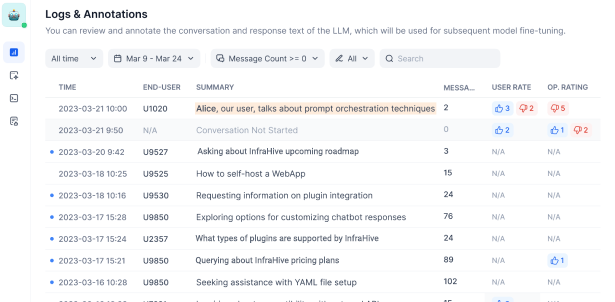 Logs & Annotations
You can review and annotate the conversation and response text of the LLM, which will be used for subsequent model fine-tuning.
All time Mar 9 - Mar 24 Message Count >= 0 All Search
TIME END-USER SUMMARY MESSA... USER RATE OP. RATING
2023-03-21 10:00 U1020 Alice, our user, talks about prompt orchestration techniques 2 3 2 5
2023-03-21 9:50 N/A Conversation Not Started 0 2 1 2
2023-03-20 9:42 U9527 Asking about InfraHive upcoming roadmap 3 N/A N/A
2023-03-18 10:25 U9525 How to self-host a WebApp 15 N/A N/A
2023-03-18 10:16 U9530 Requesting information on plugin integration 24 N/A N/A
2023-03-17 15:28 U9850 Exploring options for customizing chatbot responses 76 N/A N/A
2023-03-17 15:24 U2357 What types of plugins are supported by InfraHive 24 N/A N/A
2023-03-17 15:21 U9850 Querying about InfraHive pricing plans 89 N/A 1
2023-03-16 10:28 U9850 Seeking assistance with YAML file setup 102 N/A N/A